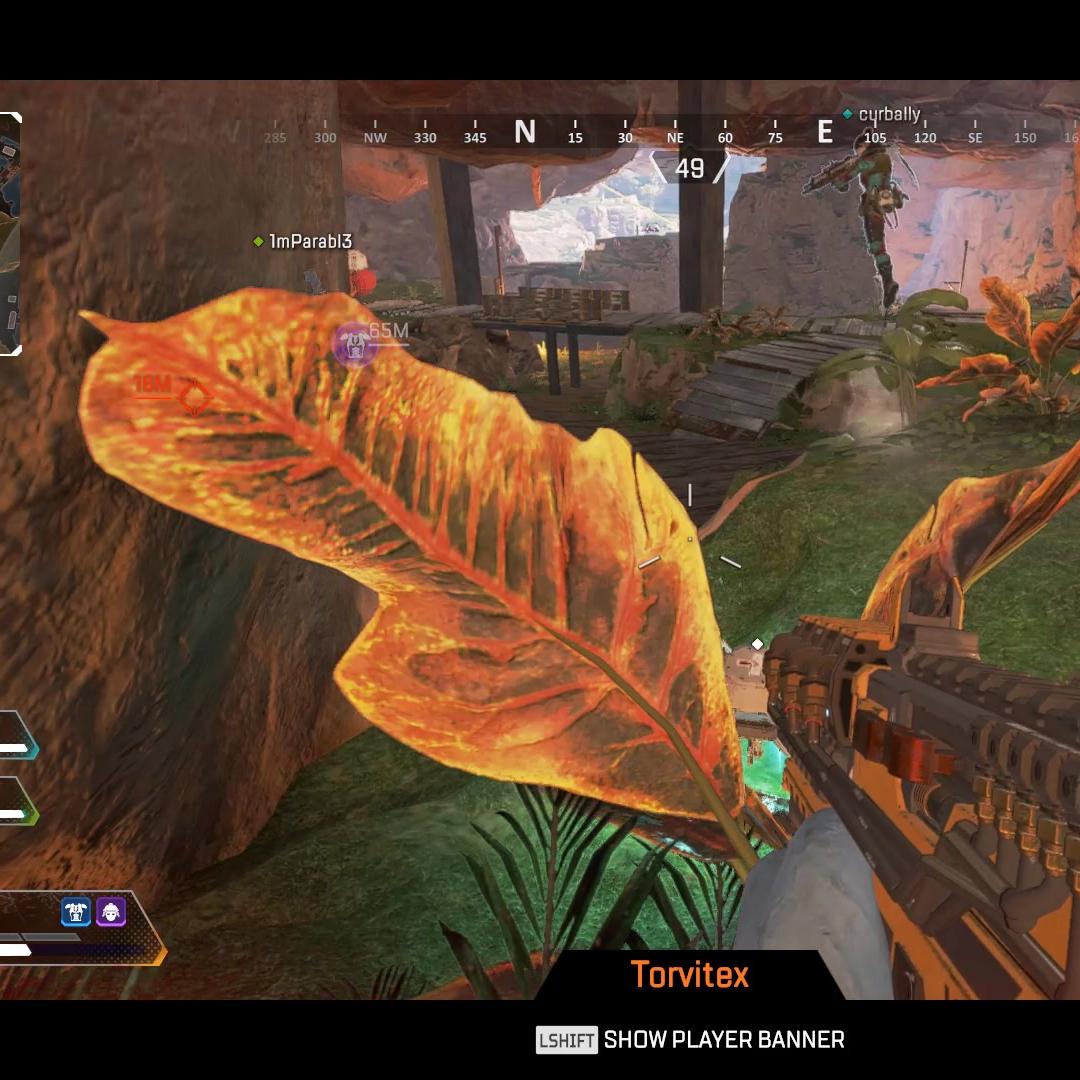 cyrbally
W 285 300 NW 330 345 N 15 30 NE 60 75 E 105 120 SE 150
49
1mParabl3
65M
18M
Torvitex
LSHIFT SHOW PLAYER BANNER